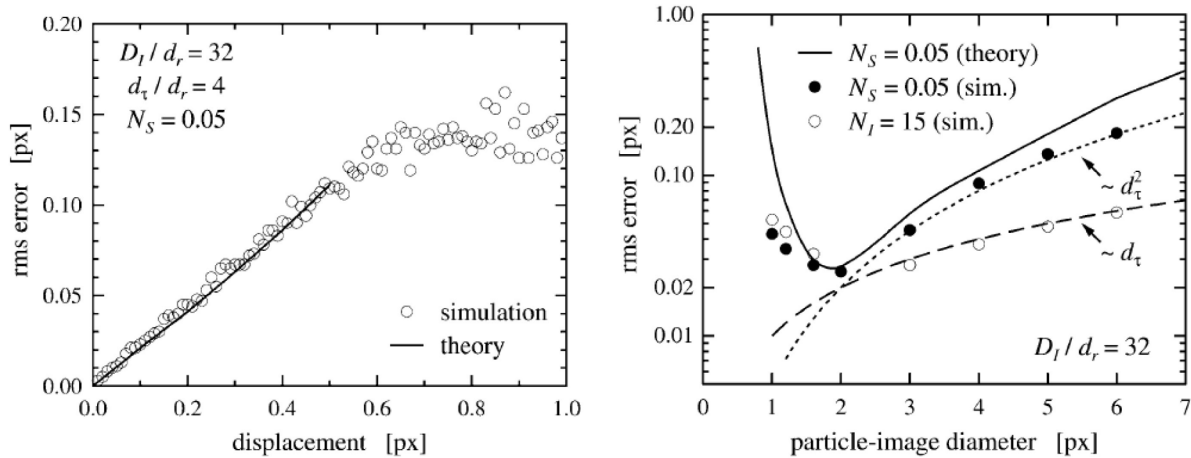 0.20
0.15
0.10
0.05
0.00
rms error [px]
D_I / d_r = 32
d_τ / d_r = 4
N_S = 0.05
simulation
theory
0.0 0.2 0.4 0.6 0.8 1.0
displacement [px]
1.00
0.20
0.10
0.02
0.01
rms error [px]
N_S = 0.05 (theory)
N_S = 0.05 (sim.)
N_I = 15 (sim.)
~ d_τ^2
~ d_τ
D_I / d_r = 32
0 1 2 3 4 5 6 7
particle-image diameter [px]